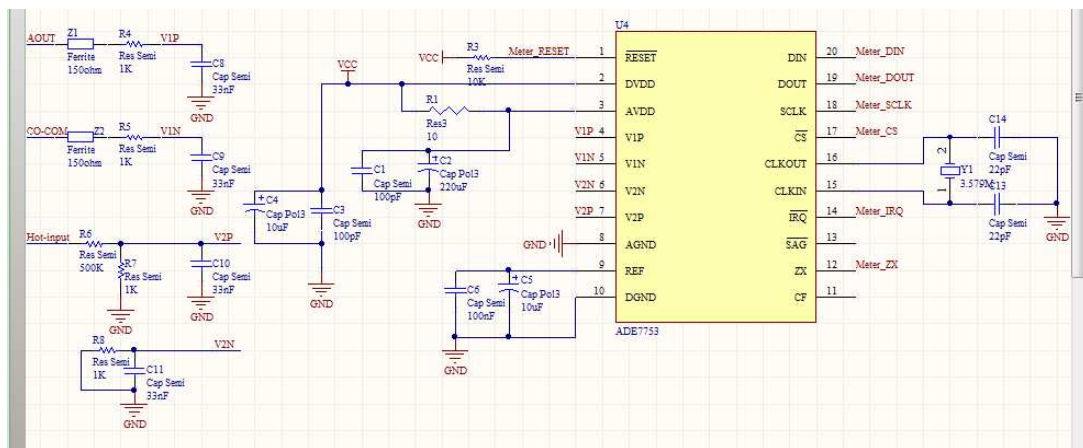 AOUT
Z1
Ferrite
150ohm
R4
Res Semi
1K
V1P
C8
Cap Semi
33nF
GND
CO-COM
Z2
Ferrite
150ohm
R5
Res Semi
1K
V1N
C9
Cap Semi
33nF
GND
Hot-input
R6
Res Semi
500K
V2P
R7
Res Semi
1K
GND
C10
Cap Semi
33nF
GND
R8
Res Semi
1K
V2N
C11
Cap Semi
33nF
GND
VCC
C4
Cap Pol3
10uF
C3
Cap Semi
100pF
GND
VCC
R3
Res Semi
10K
Meter_RESET
R1
Res3
10
C1
Cap Semi
100pF
C2
Cap Pol3
220uF
GND
V1P
V1N
V2N
V2P
GND
C6
Cap Semi
100nF
C5
Cap Pol3
10uF
GND
U4
1 RESET DIN 20 Meter_DIN
2 DVDD DOUT 19 Meter_DOUT
3 AVDD SCLK 18 Meter_SCLK
4 V1P CS 17 Meter_CS
5 V1N CLKOUT 16
6 V2N CLKIN 15
7 V2P IRQ 14 Meter_IRQ
8 AGND SAG 13
9 REF ZX 12 Meter_ZX
10 DGND CF 11
ADE7753
C14
Cap Semi
22pF
2
Y1
3.579M
1
C13
Cap Semi
22pF
GND